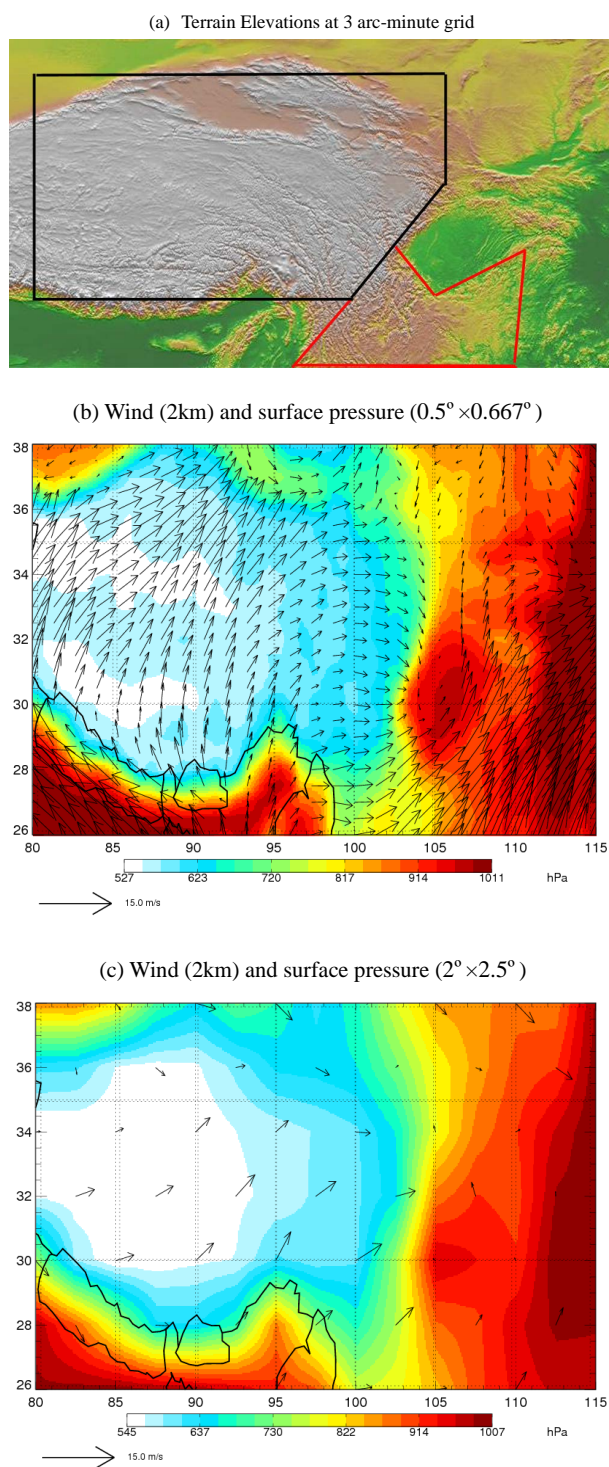 (a) Terrain Elevations at 3 arc-minute grid
(b) Wind (2km) and surface pressure (0.5° ×0.667°)
38
36
34
32
30
28
26
80 85 90 95 100 105 110 115
527 623 720 817 914 1011 hPa
15.0 m/s
(c) Wind (2km) and surface pressure (2° ×2.5°)
38
36
34
32
30
28
26
80 85 90 95 100 105 110 115
545 637 730 822 914 1007 hPa
15.0 m/s